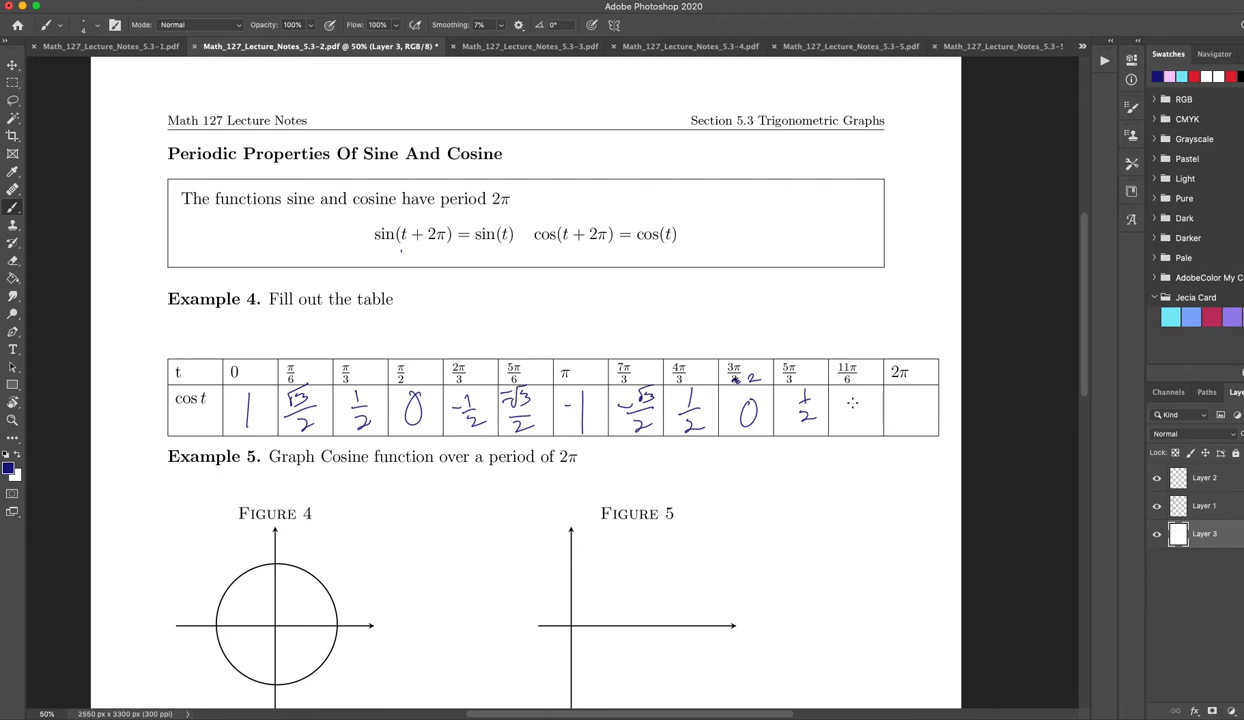 Adobe Photoshop 2020
4 Mode: Normal Opacity: 100% Flow: 100% Smoothing: 7% 0°
Math_127_Lecture_Notes_5.3-1.pdf Math_127_Lecture_Notes_5.3-2.pdf @ 50% (Layer 3, RGB/8) * Math_127_Lecture_Notes_5.3-3.pdf Math_127_Lecture_Notes_5.3-4.pdf Math_127_Lecture_Notes_5.3-5.pdf Math_127_Lecture_Notes_5.3-
Math 127 Lecture Notes Section 5.3 Trigonometric Graphs
Periodic Properties Of Sine And Cosine
The functions sine and cosine have period 2π
sin(t + 2π) = sin(t) cos(t + 2π) = cos(t)
Example 4. Fill out the table
t 0 π/6 π/3 π/2 2π/3 5π/6 π 7π/3 4π/3 3π/2 5π/3 11π/6 2π
cos t 1 √3/2 1/2 0 -1/2 -√3/2 -1 -√3/2 1/2 0 1/2
Example 5. Graph Cosine function over a period of 2π
Figure 4 Figure 5
50% 2550 px x 3300 px (300 ppi)
Swatches Navigator
RGB
CMYK
Grayscale
Pastel
Light
Pure
Dark
Darker
Pale
AdobeColor My C
Jecia Card
Channels Paths Laye
Kind
Normal
Lock:
Layer 2
Layer 1
Layer 3
fx